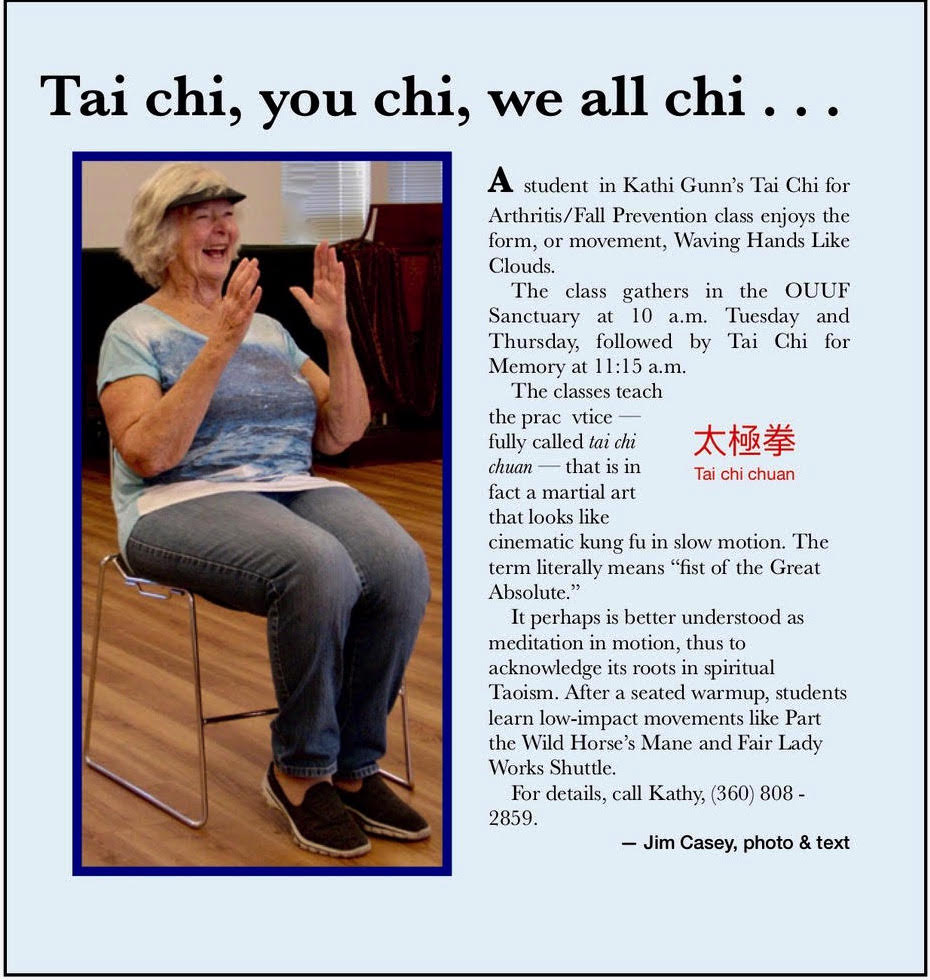 Tai chi, you chi, we all chi . . .
A student in Kathi Gunn’s Tai Chi for
Arthritis/Fall Prevention class enjoys the
form, or movement, Waving Hands Like
Clouds.
The class gathers in the OUUF
Sanctuary at 10 a.m. Tuesday and
Thursday, followed by Tai Chi for
Memory at 11:15 a.m.
The classes teach
the prac vtice —
fully called tai chi
chuan — that is in
fact a martial art
that looks like
cinematic kung fu in slow motion. The
term literally means “fist of the Great
Absolute.”
It perhaps is better understood as
meditation in motion, thus to
acknowledge its roots in spiritual
Taoism. After a seated warmup, students
learn low-impact movements like Part
the Wild Horse’s Mane and Fair Lady
Works Shuttle.
For details, call Kathy, (360) 808 -
2859.
— Jim Casey, photo & text
太極拳
Tai chi chuan